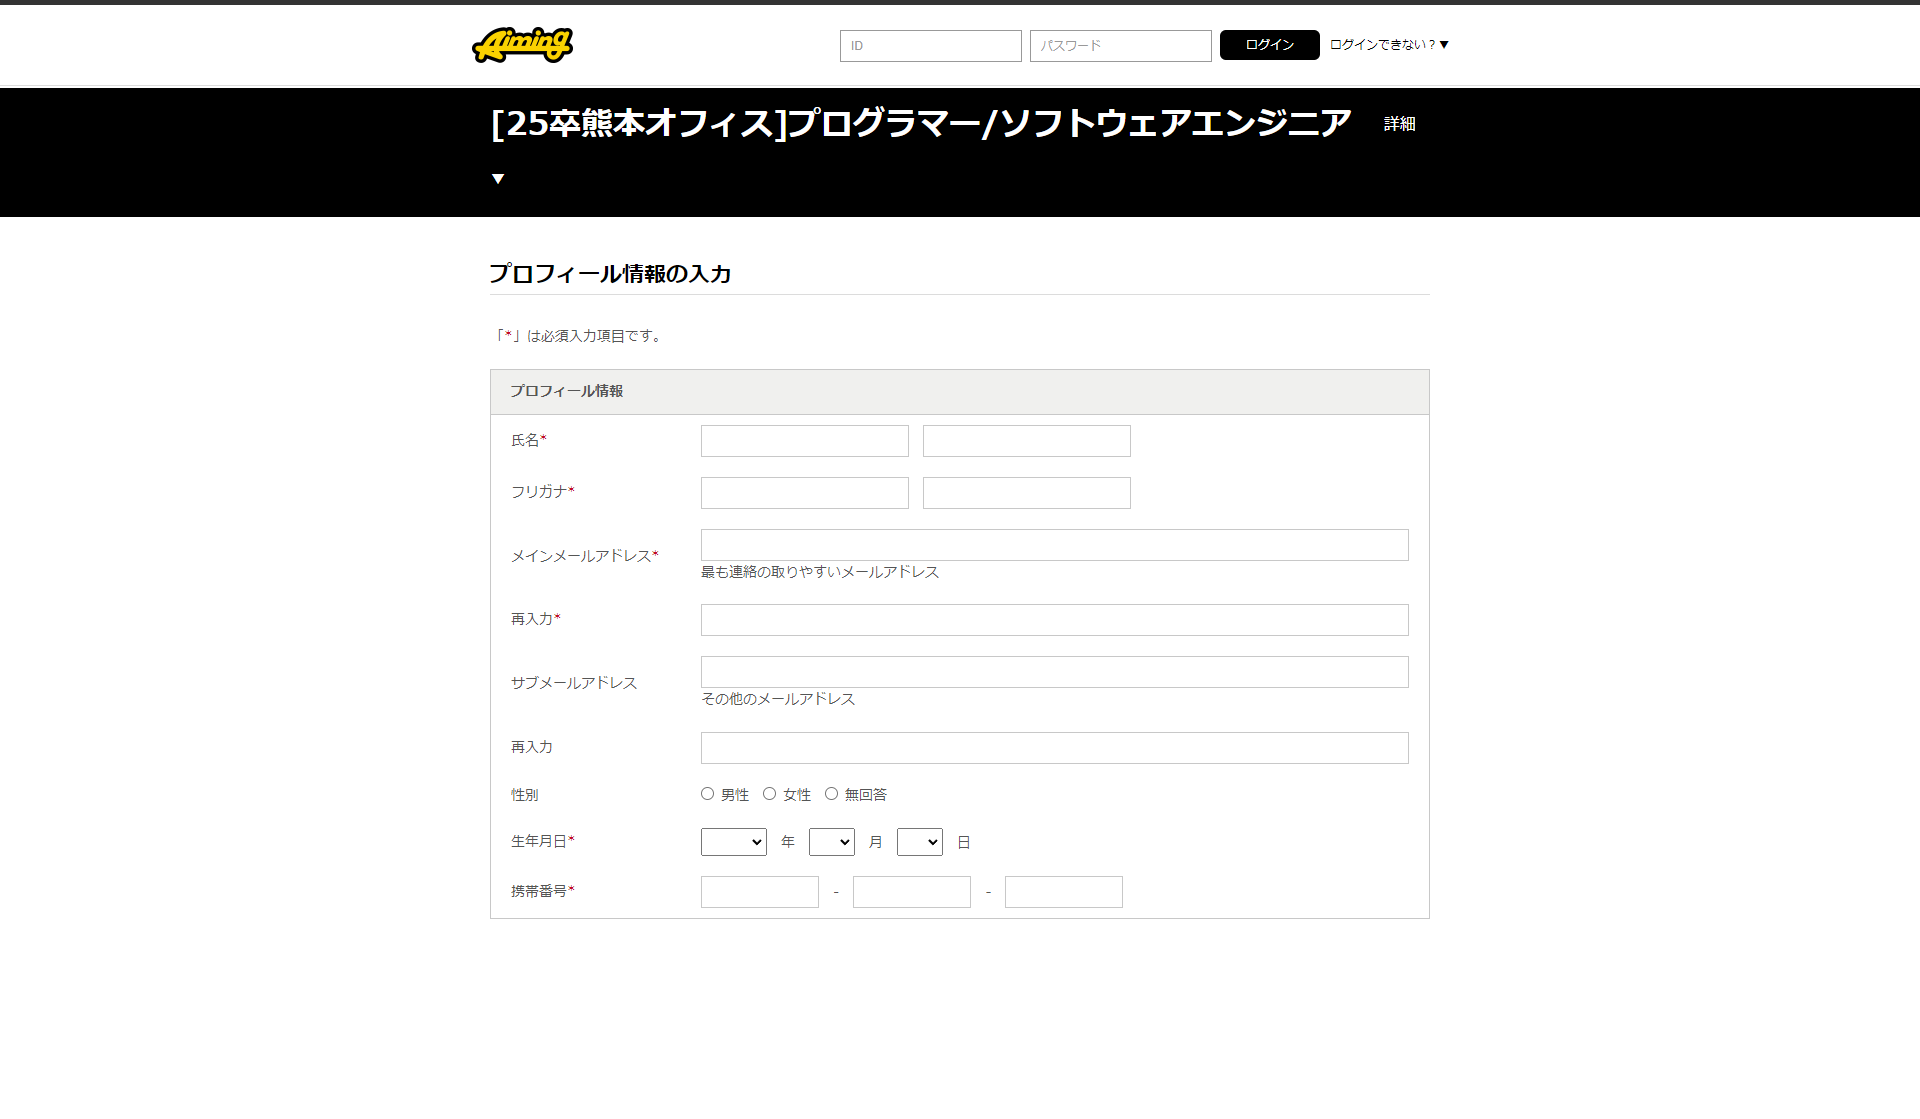 Aiming
ID
パスワード
ログイン
ログインできない？▼
[25卒熊本オフィス]プログラマー/ソフトウェアエンジニア 詳細
▼
プロフィール情報の入力
「*」は必須入力項目です。
プロフィール情報
氏名*
フリガナ*
メインメールアドレス*
最も連絡の取りやすいメールアドレス
再入力*
サブメールアドレス
その他のメールアドレス
再入力
性別 男性 女性 無回答
生年月日* 年 月 日
携帯番号* - -